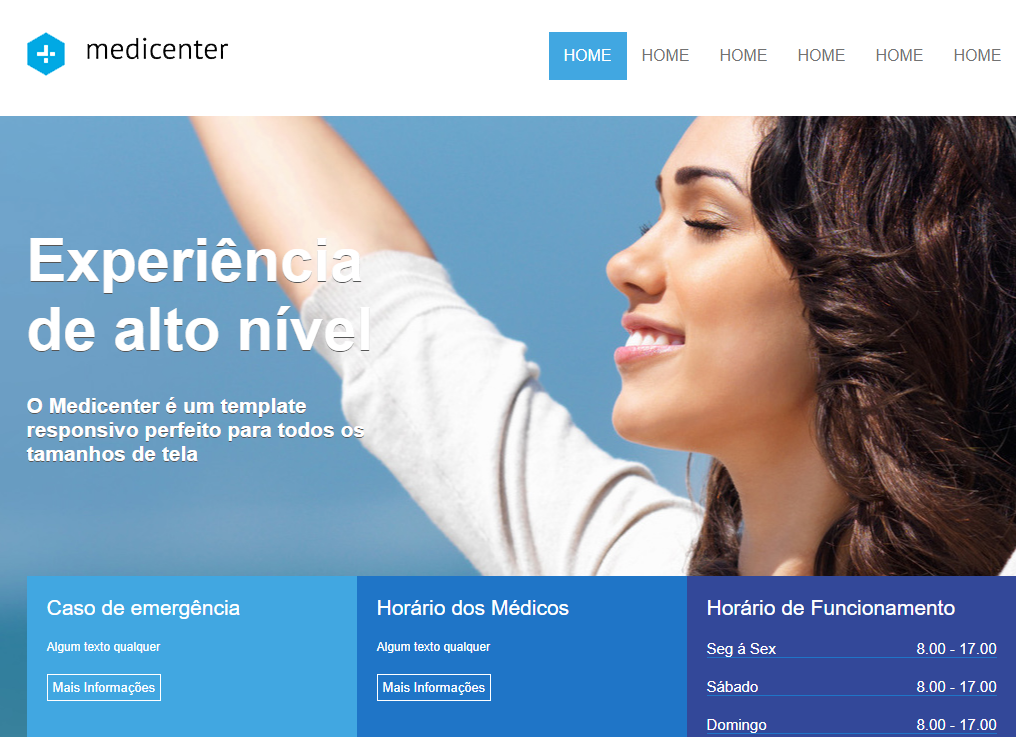 medicenter
HOME HOME HOME HOME HOME HOME
Experiência
de alto nível
O Medicenter é um template
responsivo perfeito para todos os
tamanhos de tela
Caso de emergência
Algum texto qualquer
Mais Informações
Horário dos Médicos
Algum texto qualquer
Mais Informações
Horário de Funcionamento
Seg á Sex 8.00 - 17.00
Sábado 8.00 - 17.00
Domingo 8.00 - 17.00